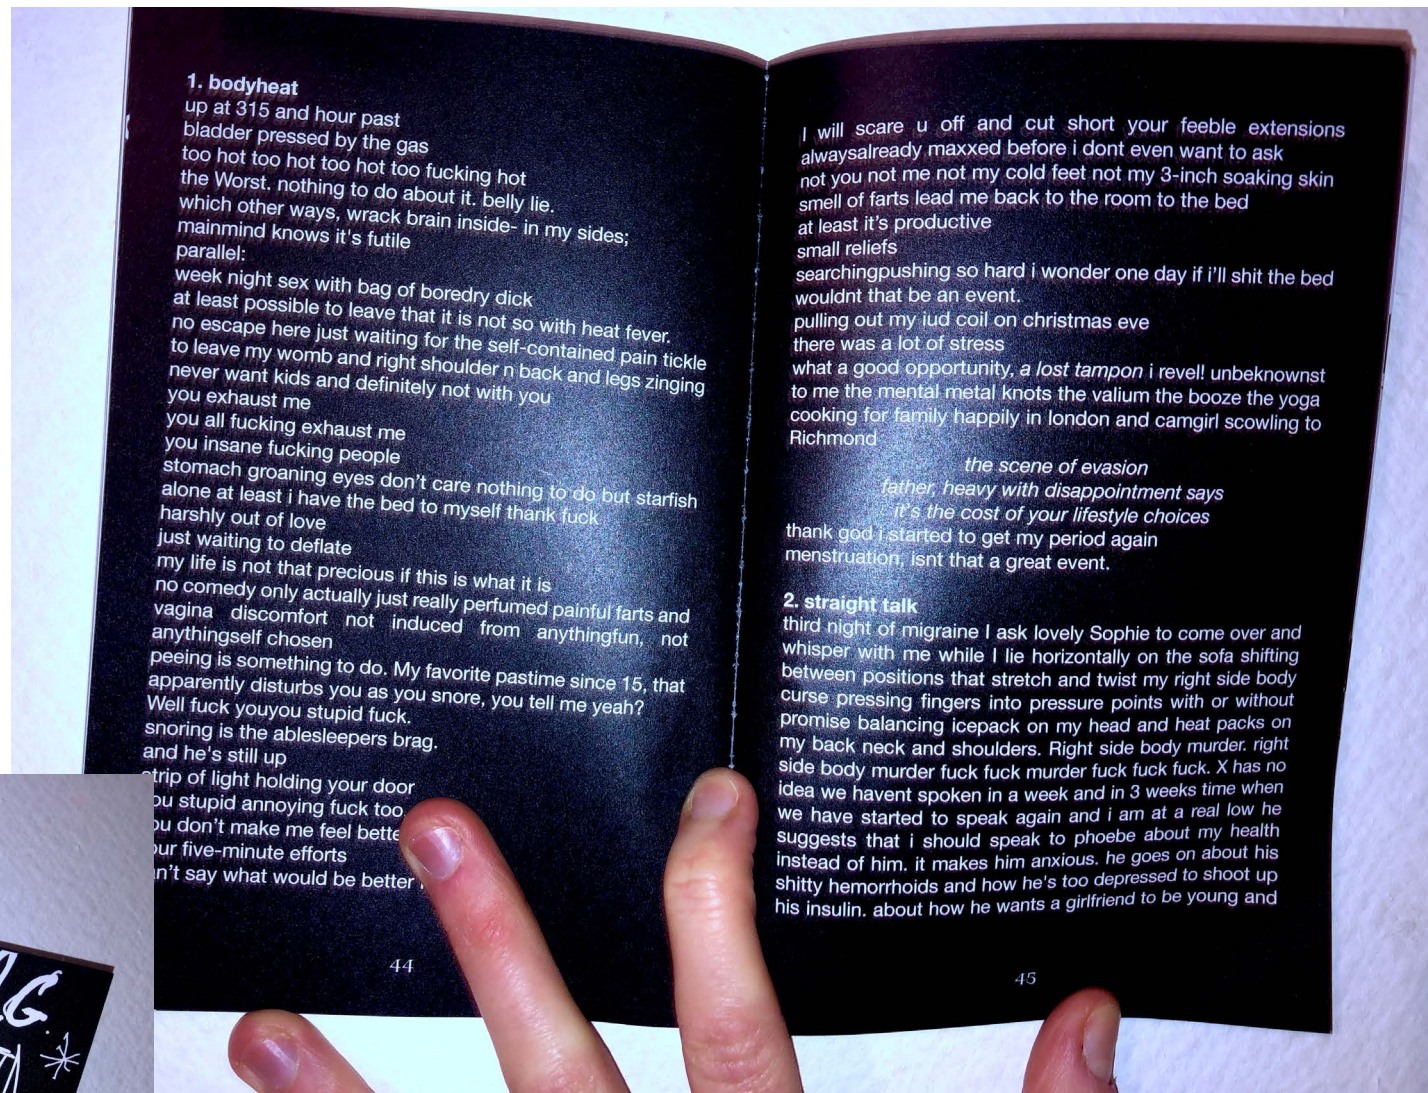 1. bodyheat
up at 315 and hour past
bladder pressed by the gas
too hot too hot too hot too fucking hot
the Worst. nothing to do about it. belly lie.
which other ways, wrack brain inside- in my sides;
mainmind knows it's futile
parallel:
week night sex with bag of boredry dick
at least possible to leave that it is not so with heat fever.
no escape here just waiting for the self-contained pain tickle
to leave my womb and right shoulder n back and legs zinging
never want kids and definitely not with you
you exhaust me
you all fucking exhaust me
you insane fucking people
stomach groaning eyes don't care nothing to do but starfish
alone at least i have the bed to myself thank fuck
harshly out of love
just waiting to deflate
my life is not that precious if this is what it is
no comedy only actually just really perfumed painful farts and
vagina discomfort not induced from anythingfun, not
anythingself chosen
peeing is something to do. My favorite pastime since 15, that
apparently disturbs you as you snore, you tell me yeah?
Well fuck youyou stupid fuck.
snoring is the ablesleepers brag.
and he's still up
strip of light holding your door
ou stupid annoying fuck too
ou don't make me feel bette
our five-minute efforts
n't say what would be better
44
I will scare u off and cut short your feeble extensions
alwaysalready maxxed before i dont even want to ask
not you not me not my cold feet not my 3-inch soaking skin
smell of farts lead me back to the room to the bed
at least it's productive
small reliefs
searchingpushing so hard i wonder one day if i'll shit the bed
wouldnt that be an event.
pulling out my iud coil on christmas eve
there was a lot of stress
what a good opportunity, a lost tampon i revel! unbeknownst
to me the mental metal knots the valium the booze the yoga
cooking for family happily in london and camgirl scowling to
Richmond
the scene of evasion
father, heavy with disappointment says
it's the cost of your lifestyle choices
thank god i started to get my period again
menstruation, isnt that a great event.
2. straight talk
third night of migraine I ask lovely Sophie to come over and
whisper with me while I lie horizontally on the sofa shifting
between positions that stretch and twist my right side body
curse pressing fingers into pressure points with or without
promise balancing icepack on my head and heat packs on
my back neck and shoulders. Right side body murder. right
side body murder fuck fuck murder fuck fuck fuck. X has no
idea we havent spoken in a week and in 3 weeks time when
we have started to speak again and i am at a real low he
suggests that i should speak to phoebe about my health
instead of him. it makes him anxious. he goes on about his
shitty hemorrhoids and how he's too depressed to shoot up
his insulin. about how he wants a girlfriend to be young and
45